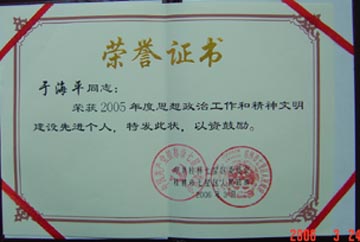 荣誉证书
于海平同志：
荣获2005年度思想政治工作和精神文明
建设先进个人，特发此状，以资鼓励。
2006 3 24